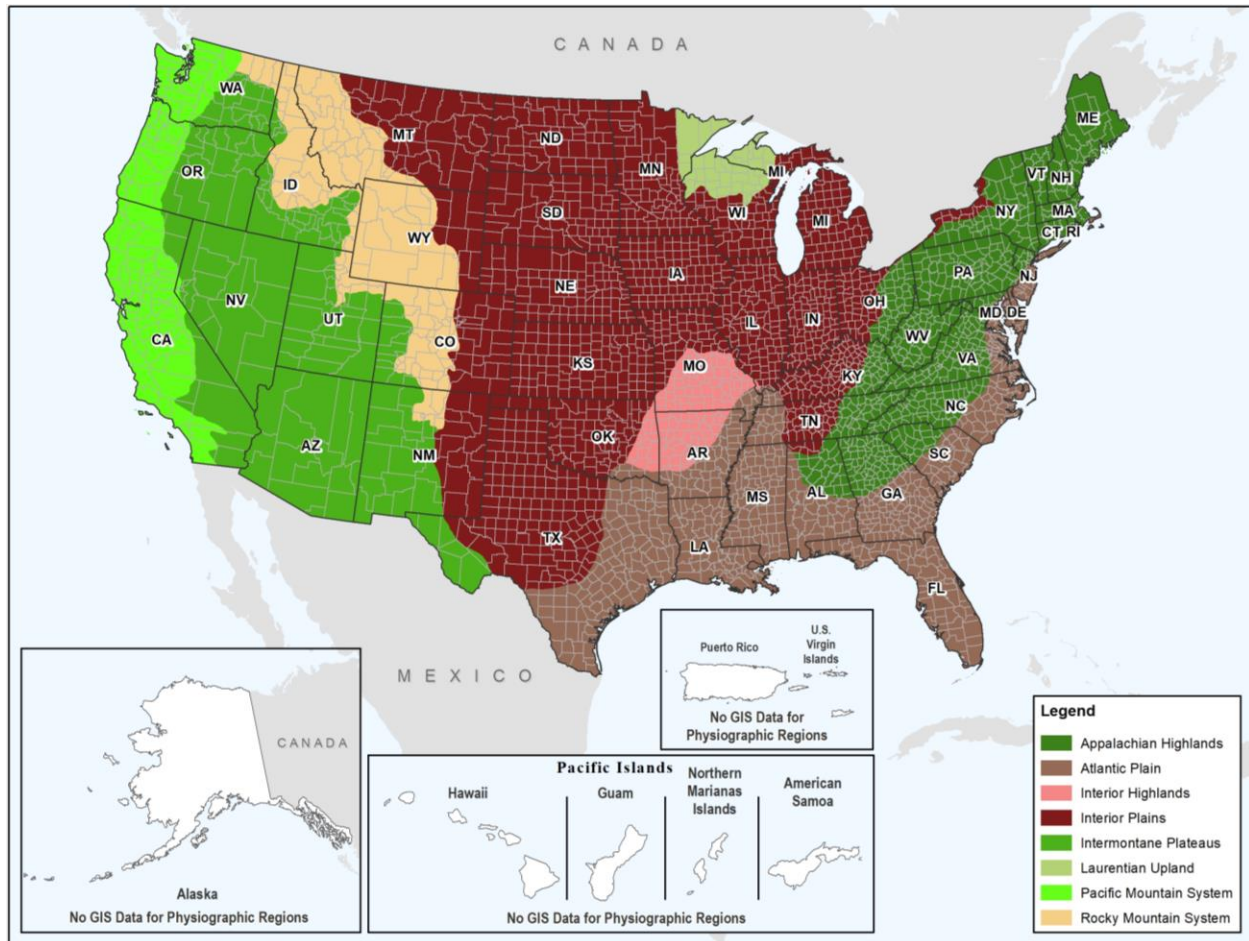 CANADA
WA
MT
ND
MN
ME
OR
ID
MI
VT
NH
SD
WI
MI
NY
MA
WY
CT RI
IA
PA
NJ
NE
NV
OH
UT
IL
IN
MD
DE
CA
CO
WV
KS
MO
VA
KY
NC
OK
TN
AZ
NM
AR
SC
MS
AL
GA
TX
LA
FL
MEXICO
Puerto Rico
U.S.
Virgin
Islands
No GIS Data for
Physiographic Regions
CANADA
Alaska
No GIS Data for Physiographic Regions
Pacific Islands
Hawaii
Guam
Northern
Marianas
Islands
American
Samoa
No GIS Data for Physiographic Regions
Legend
Appalachian Highlands
Atlantic Plain
Interior Highlands
Interior Plains
Intermontane Plateaus
Laurentian Upland
Pacific Mountain System
Rocky Mountain System